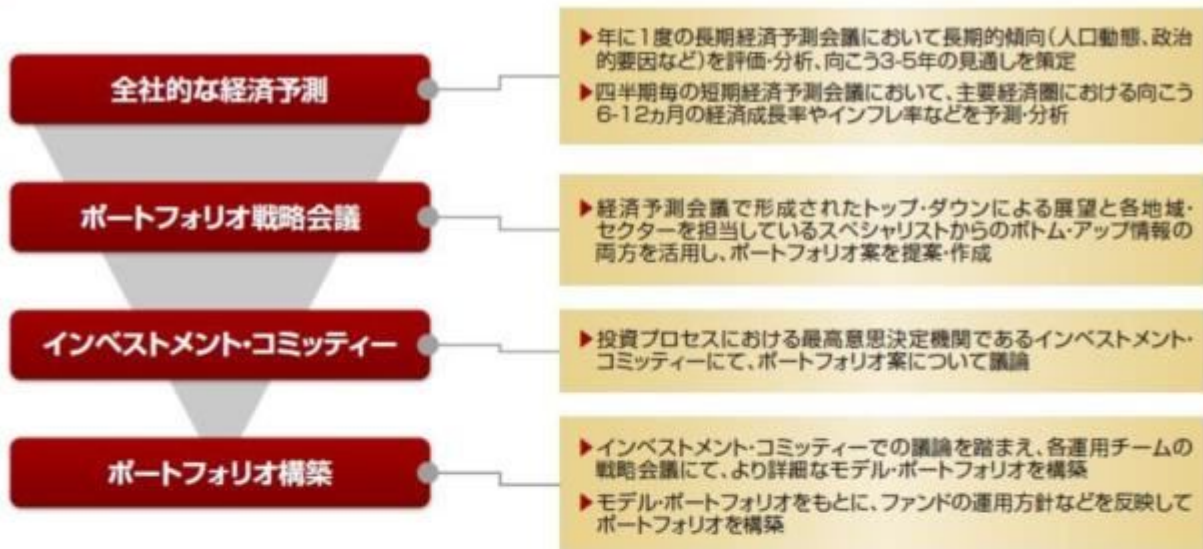 全社的な経済予測
▶年に1度の長期経済予測会議において長期的傾向(人口動態、政治
的要因など)を評価・分析、向こう3-5年の見通しを策定
▶四半期毎の短期経済予測会議において、主要経済圏における向こう
6-12ヵ月の経済成長率やインフレ率などを予測・分析
ポートフォリオ戦略会議
▶経済予測会議で形成されたトップ・ダウンによる展望と各地域・
セクターを担当しているスペシャリストからのボトム・アップ情報の
両方を活用し、ポートフォリオ案を提案・作成
インベストメント・コミッティー
▶投資プロセスにおける最高意思決定機関であるインベストメント・
コミッティーにて、ポートフォリオ案について議論
ポートフォリオ構築
▶インベストメント・コミッティーでの議論を踏まえ、各運用チームの
戦略会議にて、より詳細なモデル・ポートフォリオを構築
▶モデル・ポートフォリオをもとに、ファンドの運用方針などを反映して
ポートフォリオを構築